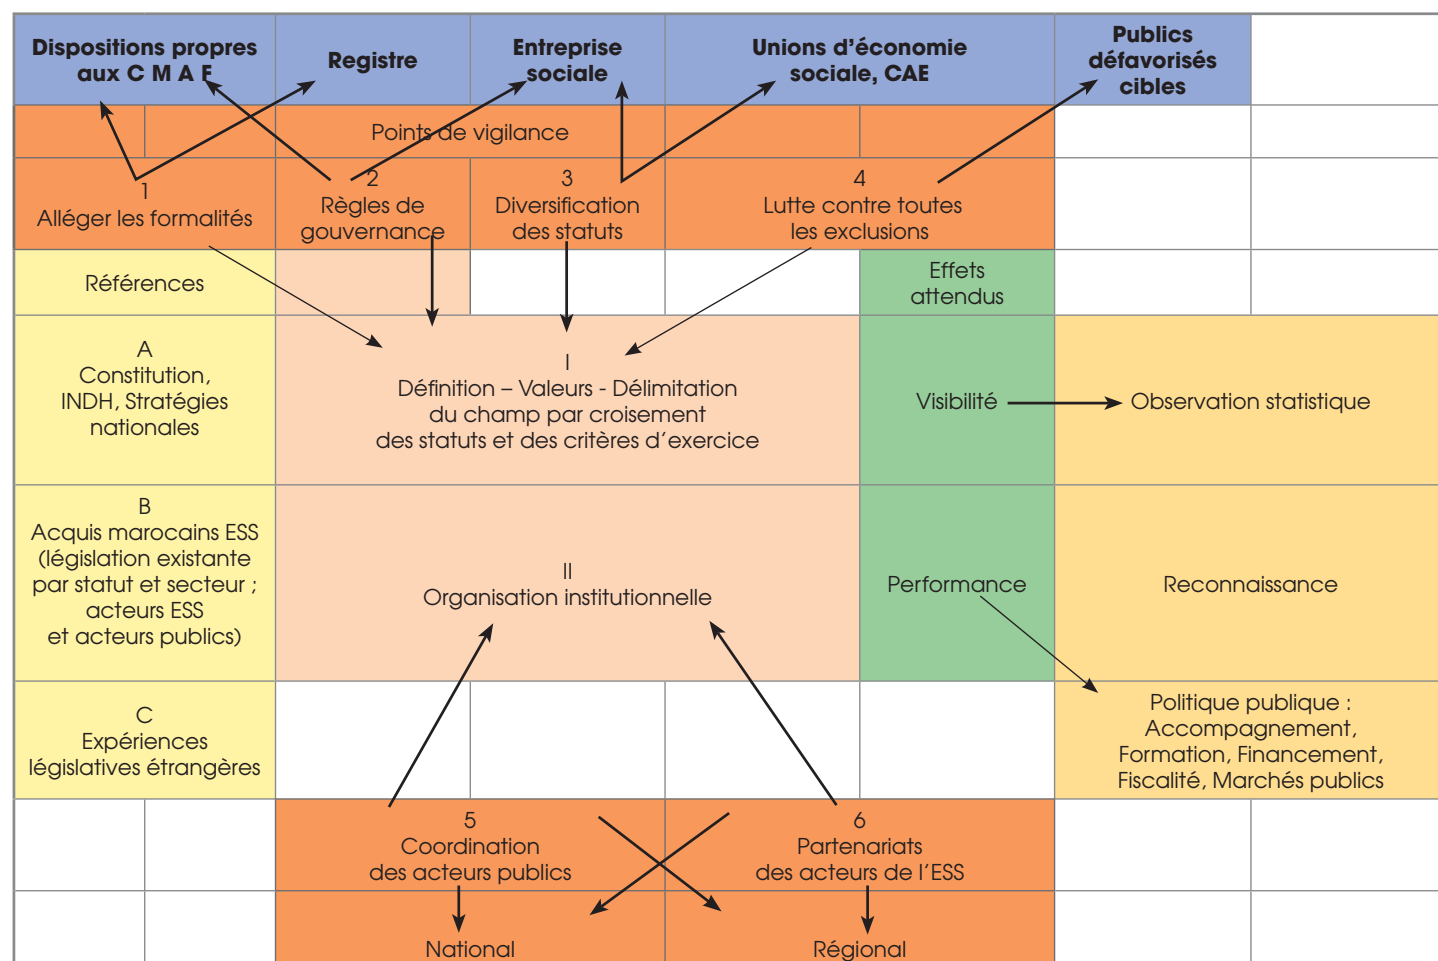 Dispositions propres
aux C M A F
Registre
Entreprise
sociale
Unions d'économie
sociale, CAE
Publics
défavorisés
cibles
Points de vigilance
1
Alléger les formalités
2
Règles de
gouvernance
3
Diversification
des statuts
4
Lutte contre toutes
les exclusions
Références
Effets
attendus
A
Constitution,
INDH, Stratégies
nationales
I
Définition – Valeurs - Délimitation
du champ par croisement
des statuts et des critères d'exercice
Visibilité
Observation statistique
B
Acquis marocains ESS
(législation existante
par statut et secteur ;
acteurs ESS
et acteurs publics)
II
Organisation institutionnelle
Performance
Reconnaissance
C
Expériences
législatives étrangères
Politique publique :
Accompagnement,
Formation, Financement,
Fiscalité, Marchés publics
5
Coordination
des acteurs publics
6
Partenariats
des acteurs de l'ESS
National
Régional